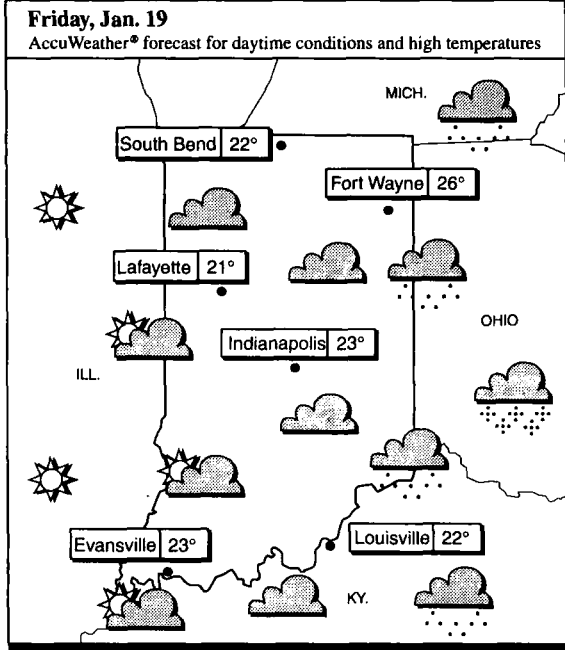 Friday, Jan. 19
AccuWeather® forecast for daytime conditions and high temperatures
MICH.
South Bend 22°
Fort Wayne 26°
Lafayette 21°
OHIO
Indianapolis 23°
ILL.
Evansville 23°
Louisville 22°
KY.